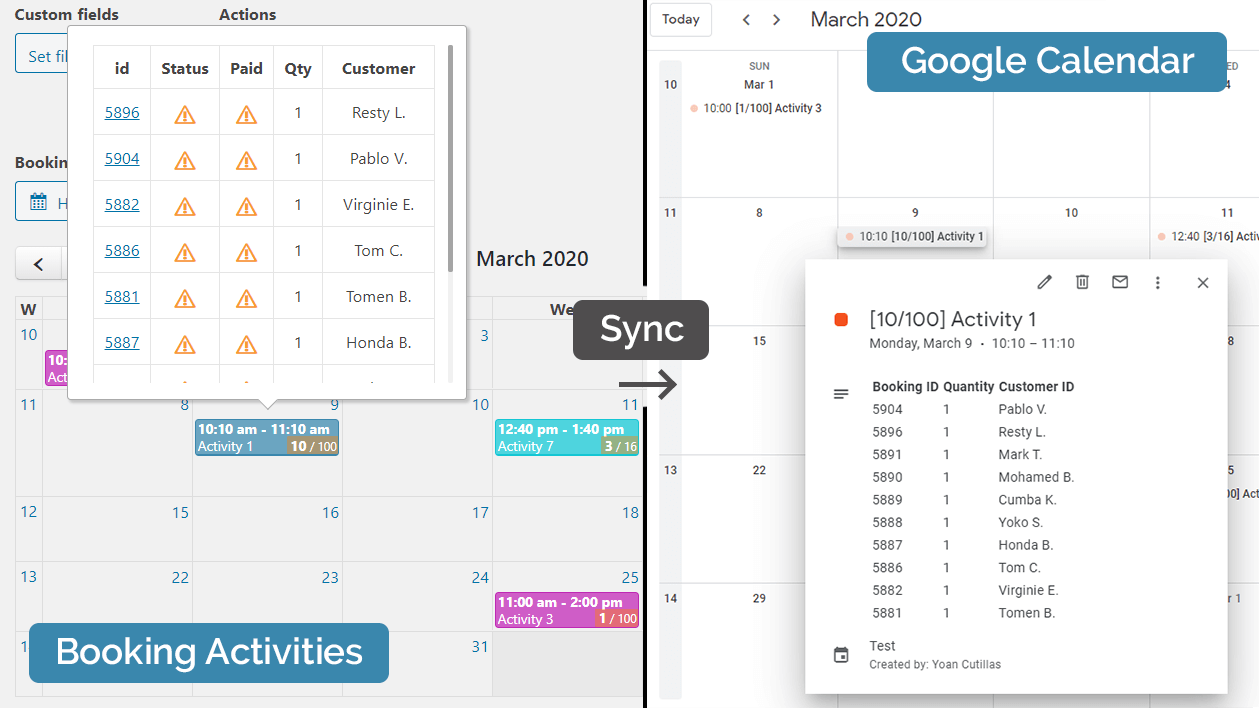 Custom fields
Actions
Set fil
id Status Paid Qty Customer
5896 1 Resty L.
5904 1 Pablo V.
5882 1 Virginie E.
5886 1 Tom C.
5881 1 Tomen B.
5887 1 Honda B.
Bookin
H
March 2020
W We
10 3
10:
Act
11 8 9 10 11
10:10 am - 11:10 am
Activity 1 10 / 100
12:40 pm - 1:40 pm
Activity 7 3 / 16
12 15 16 17 18
13 22 23 24 25
11:00 am - 2:00 pm
Activity 3 1 / 100
31
Booking Activities
Sync
Today March 2020
Google Calendar
SUN ED
10 Mar 1 4
10:00 [1/100] Activity 3
11 8 9 10 11
10:10 [10/100] Activity 1
12:40 [3/16] Activ
15 8
13 22 5
00] Act
14 29 r 1
[10/100] Activity 1
Monday, March 9 • 10:10 – 11:10
Booking ID Quantity Customer ID
5904 1 Pablo V.
5896 1 Resty L.
5891 1 Mark T.
5890 1 Mohamed B.
5889 1 Cumba K.
5888 1 Yoko S.
5887 1 Honda B.
5886 1 Tom C.
5882 1 Virginie E.
5881 1 Tomen B.
Test
Created by: Yoan Cutillas